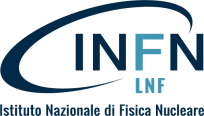 INFN
LNF
Istituto Nazionale di Fisica Nucleare